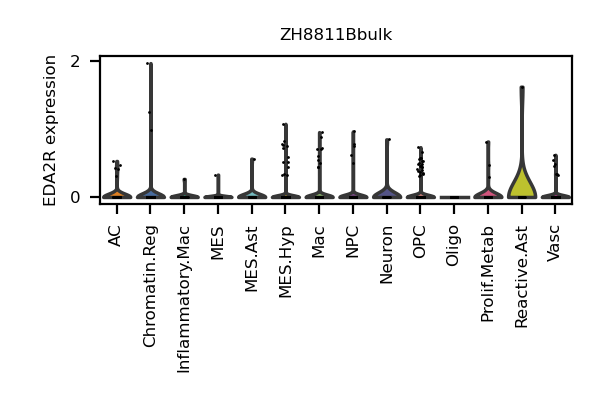 ZH8811Bbulk
EDA2R expression
2
0
AC
Chromatin.Reg
Inflammatory.Mac
MES
MES.Ast
MES.Hyp
Mac
NPC
Neuron
OPC
Oligo
Prolif.Metab
Reactive.Ast
Vasc